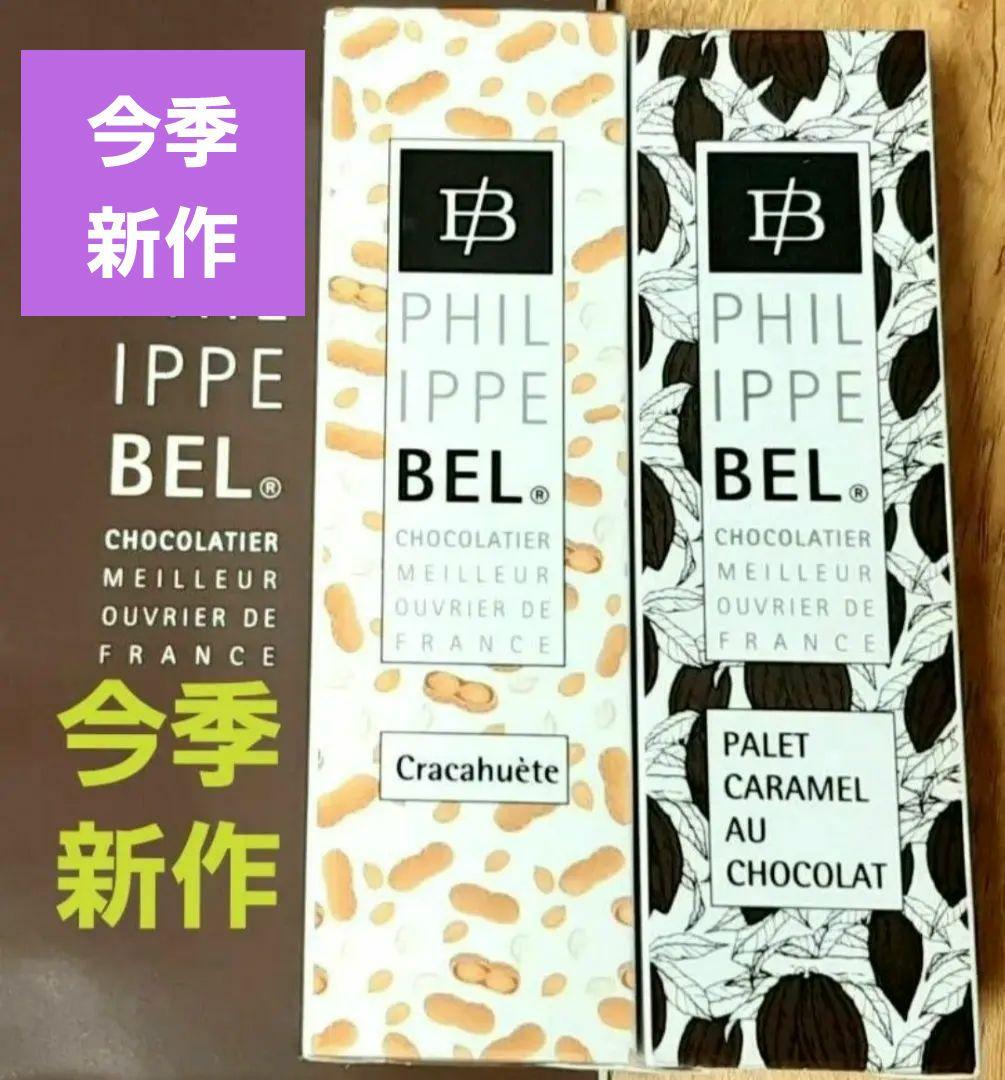 今季
新作
IPPE
BEL®
CHOCOLATIER
MEILLEUR
OUVRIER DE
FRANCE
今季
新作
PHIL
IPPE
BEL®
CHOCOLATIER
MEILLEUR
OUVRIER DE
FRANCE
Cracahuète
PHIL
IPPE
BEL®
CHOCOLATIER
MEILLEUR
OUVRIER DE
FRANCE
PALET
CARAMEL
AU
CHOCOLAT